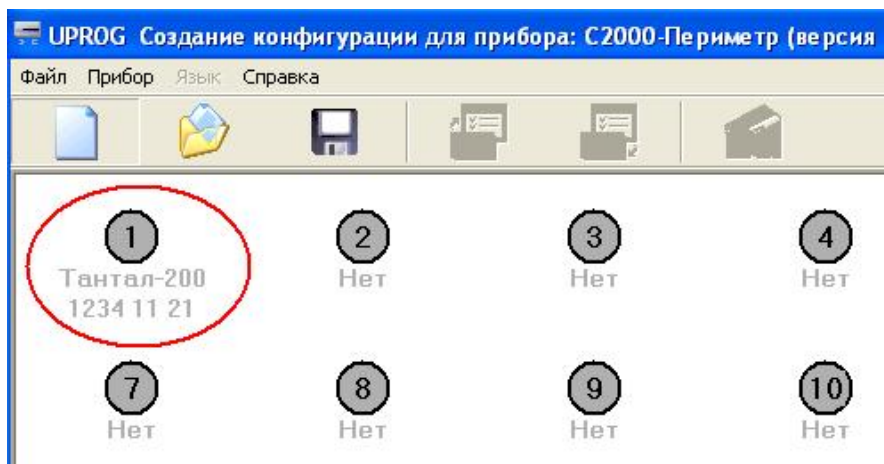 UPROG Создание конфигурации для прибора: С2000-Периметр (версия
Файл Прибор Язык Справка
1 2 3 4
Тантал-200 Нет Нет Нет
1234 11 21
7 8 9 10
Нет Нет Нет Нет